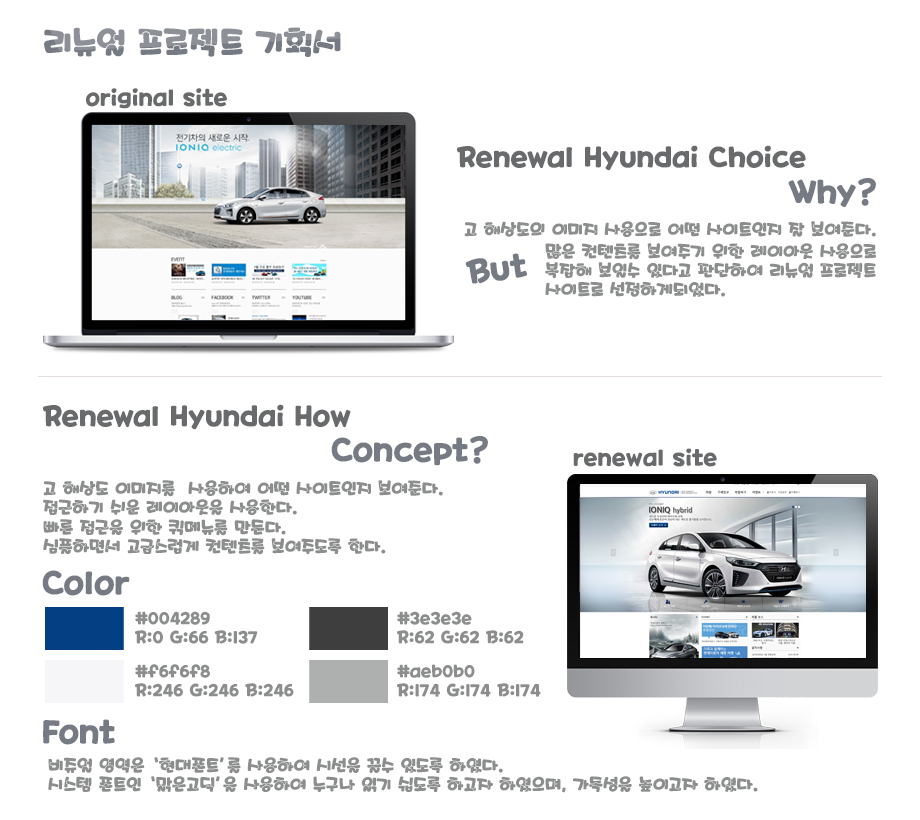 리뉴얼 프로젝트 기획서
original site
전기차의 새로운 시작.
IONIQ electric
EVENT
BLOG
FACEBOOK
TWITTER
YOUTUBE
Renewal Hyundai Choice
Why?
고 해상도의 이미지 사용으로 어떤 사이트인지 잘 보여준다.
But
많은 컨텐츠를 보여주기 위한 레이아웃 사용으로
복잡해 보일수 있다고 판단하여 리뉴얼 프로젝트
사이트로 선정하게되었다.
Renewal Hyundai How
Concept?
고 해상도 이미지를 사용하여 어떤 사이트인지 보여준다.
접근하기 쉬운 레이아웃을 사용한다.
빠른 접근을 위한 퀵메뉴를 만든다.
심플하면서 고급스럽게 컨텐츠를 보여주도록 한다.
renewal site
HYUNDAI
IONIQ hybrid
Color
#004289
R:0 G:66 B:137
#3e3e3e
R:62 G:62 B:62
#f6f6f8
R:246 G:246 B:246
#aeb0b0
R:174 G:174 B:174
Font
비쥬얼 영역은 '현대폰트'를 사용하여 시선을 끌수 있도록 하였다.
시스템 폰트인 '맑은고딕'을 사용하여 누구나 읽기 쉽도록 하고자 하였으며, 가독성을 높이고자 하였다.